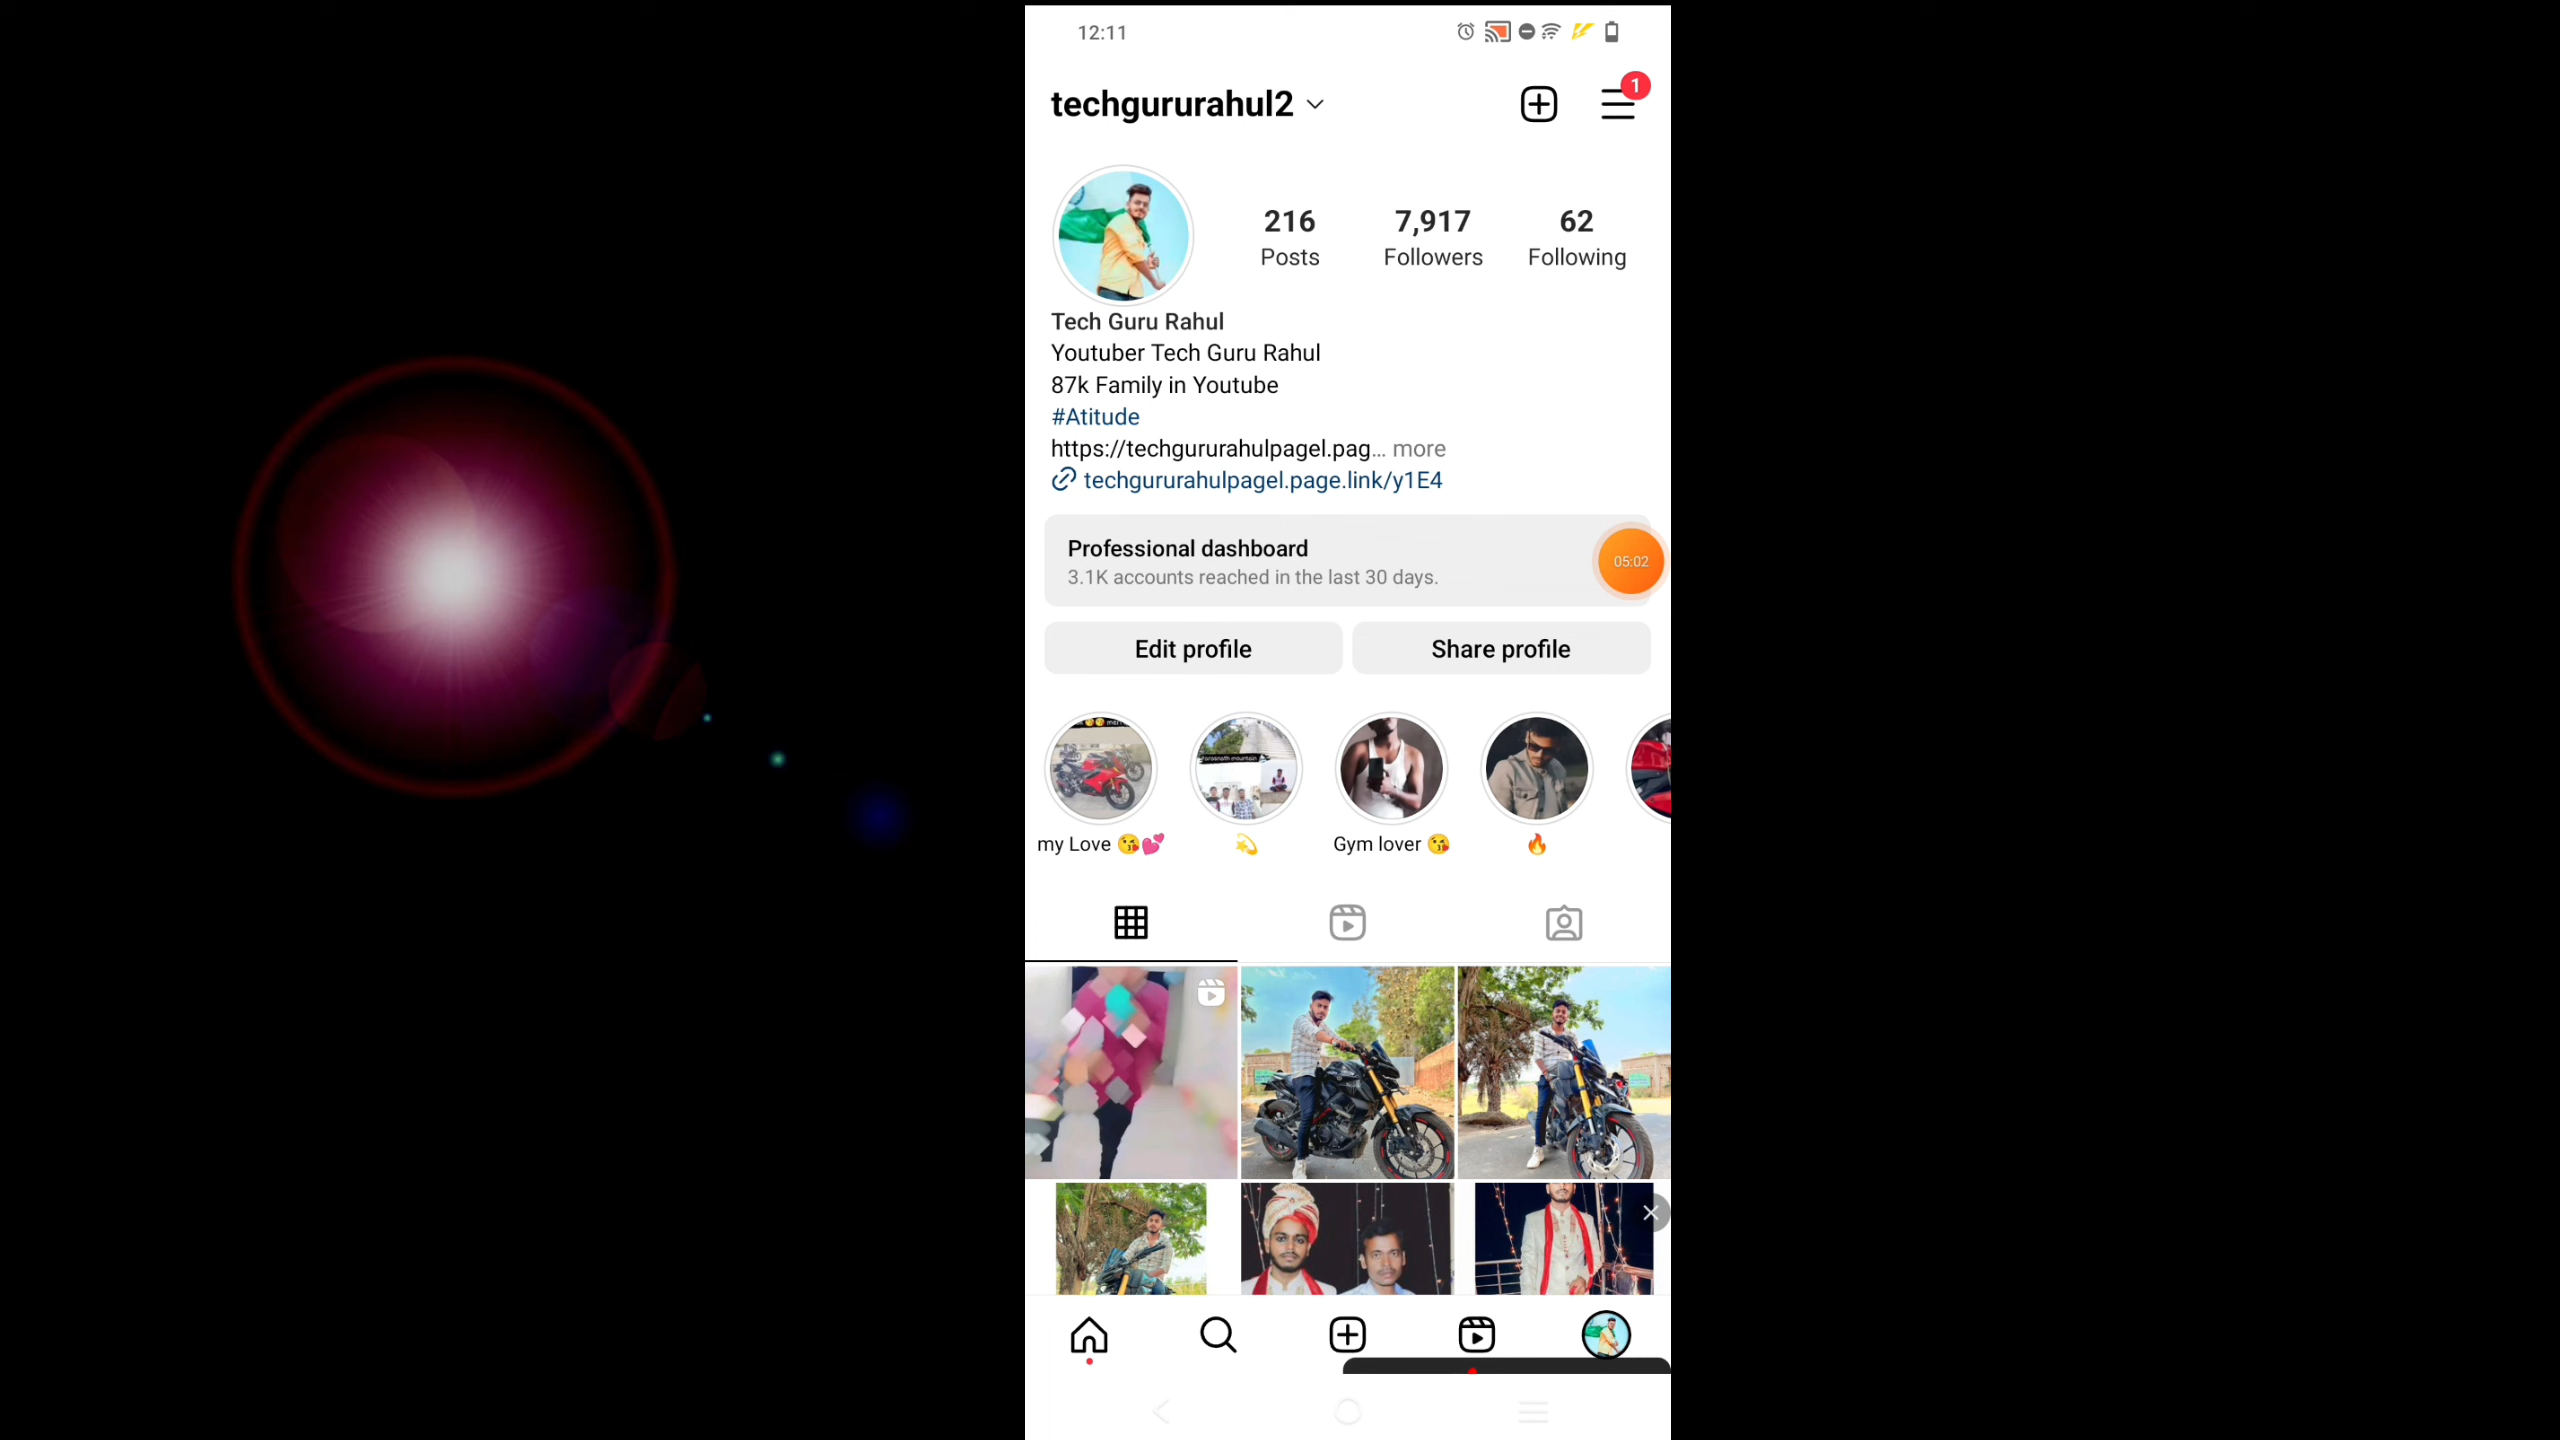 12:11
techgururahul2
1
216
Posts
7,917
Followers
62
Following
Tech Guru Rahul
Youtuber Tech Guru Rahul
87k Family in Youtube
#Atitude
https://techgururahulpagel.pag... more
techgururahulpagel.page.link/y1E4
Professional dashboard
3.1K accounts reached in the last 30 days.
05:02
Edit profile
Share profile
my Love 😘💕
💫
Gym lover 😘
🔥